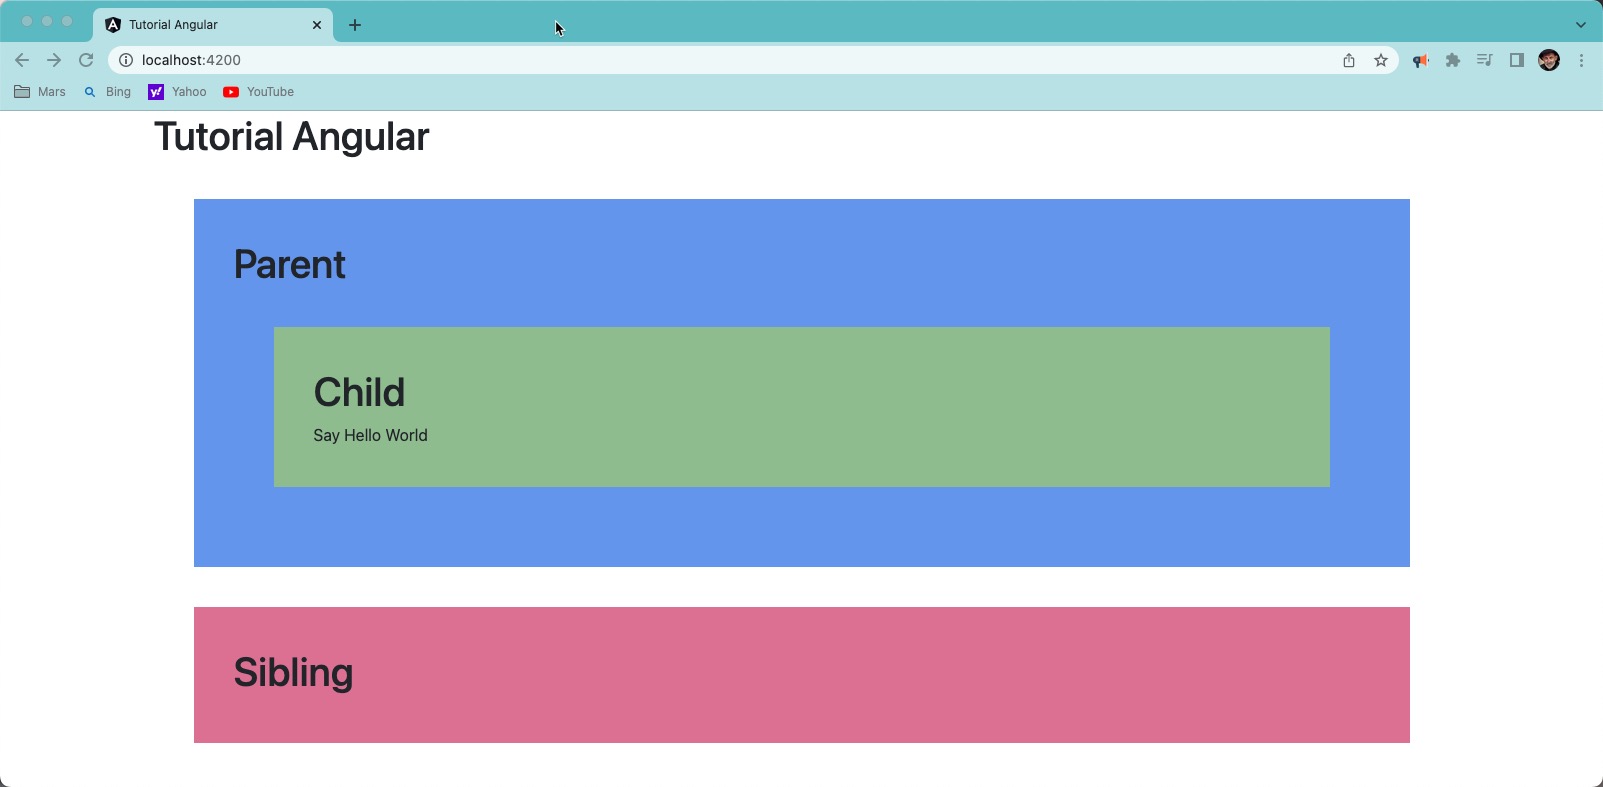 Tutorial Angular
localhost:4200
Mars Bing Yahoo YouTube
Tutorial Angular
Parent
Child
Say Hello World
Sibling